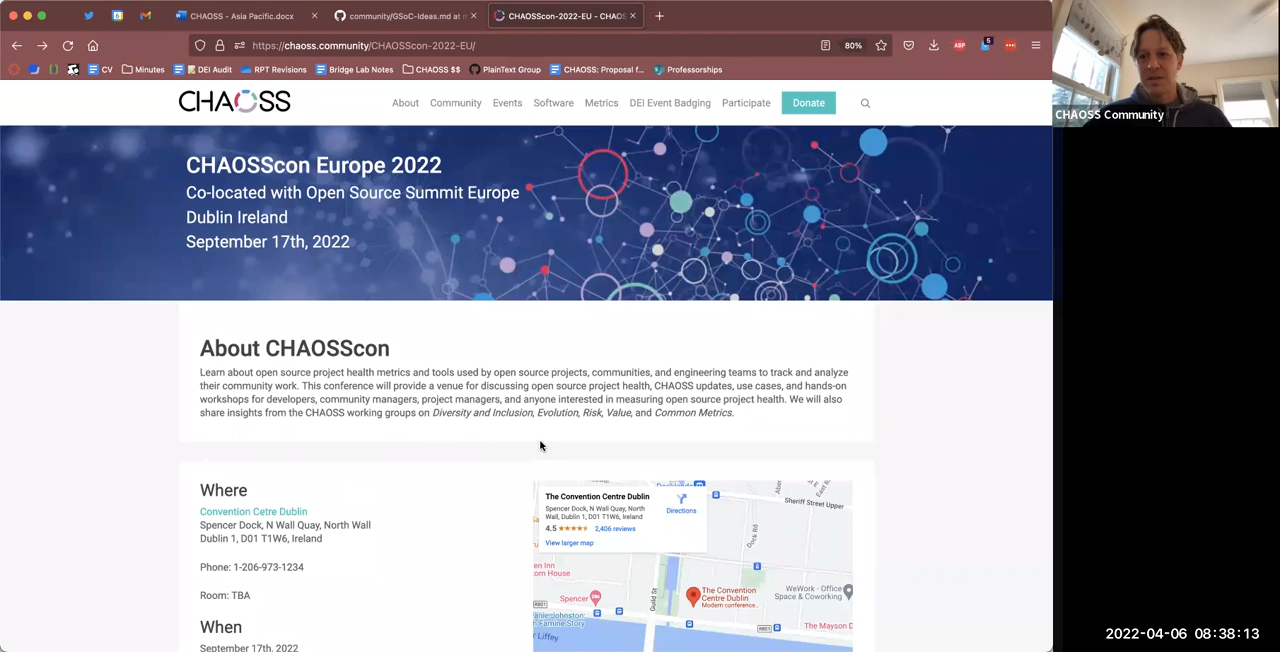 CHAOSS - Asia Pacific.docx
community/GSoC-Ideas.md at m
CHAOSScon-2022-EU - CHAOS
https://chaoss.community/CHAOSScon-2022-EU/
80%
ABP
5
CV
Minutes
DEI Audit
RPT Revisions
Bridge Lab Notes
CHAOSS $$
PlainText Group
CHAOSS: Proposal f...
Professorships
CHAOSS
About
Community
Events
Software
Metrics
DEI Event Badging
Participate
Donate
CHAOSS Community
CHAOSScon Europe 2022
Co-located with Open Source Summit Europe
Dublin Ireland
September 17th, 2022
About CHAOSScon
Learn about open source project health metrics and tools used by open source projects, communities, and engineering teams to track and analyze
their community work. This conference will provide a venue for discussing open source project health, CHAOSS updates, use cases, and hands-on
workshops for developers, community managers, project managers, and anyone interested in measuring open source project health. We will also
share insights from the CHAOSS working groups on Diversity and Inclusion, Evolution, Risk, Value, and Common Metrics.
Where
Convention Cetre Dublin
Spencer Dock, N Wall Quay, North Wall
Dublin 1, D01 T1W6, Ireland
Phone: 1-206-973-1234
Room: TBA
When
September 17th, 2022
The Convention Centre Dublin
Spencer Dock, N Wall Quay, North
Wall, Dublin 1, D01 T1W6, Ireland
4.5
2,406 reviews
View larger map
Directions
Sheriff Street Upper
Dock Rd
Guild St
WeWork - Office
Space & Coworking
The Convention
Centre Dublin
Modern conference...
Spencer
R801
R801
The Mayson D
Liffey
2022-04-06 08:38:13